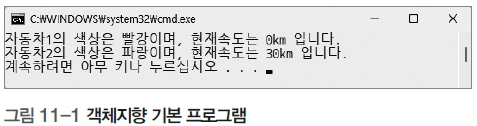 C:\WINDOWS\system32\cmd.exe
자동차1의 색상은 빨강이며, 현재속도는 0km 입니다.
자동차2의 색상은 파랑이며, 현재속도는 30km 입니다.
계속하려면 아무 키나 누르십시오 . . .
그림 11-1 객체지향 기본 프로그램